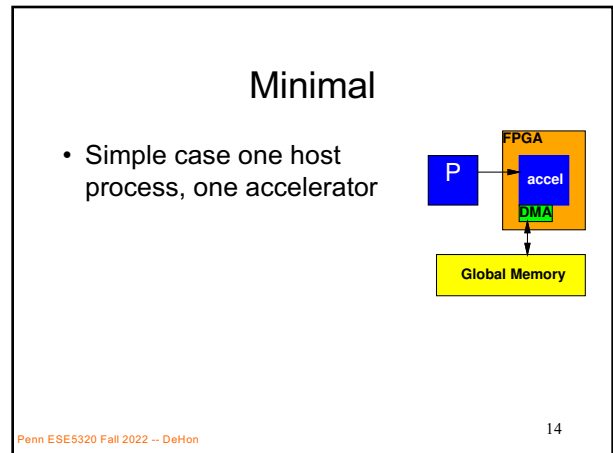 Minimal
• Simple case one host
process, one accelerator
FPGA
P
accel
DMA
Global Memory
Penn ESE5320 Fall 2022 -- DeHon
14